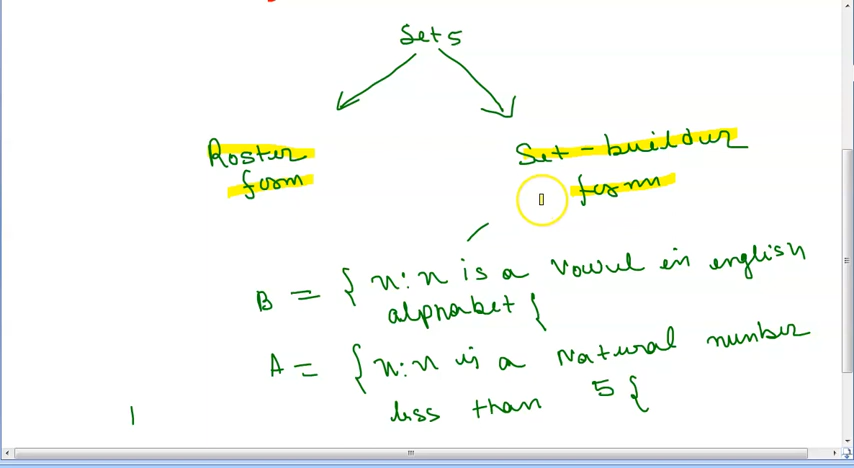 Sets
Roster
form
Set - builder
form
B = { x : x is a vowel in english
alphabet {
A = { x : x is a natural number
less than 5 {